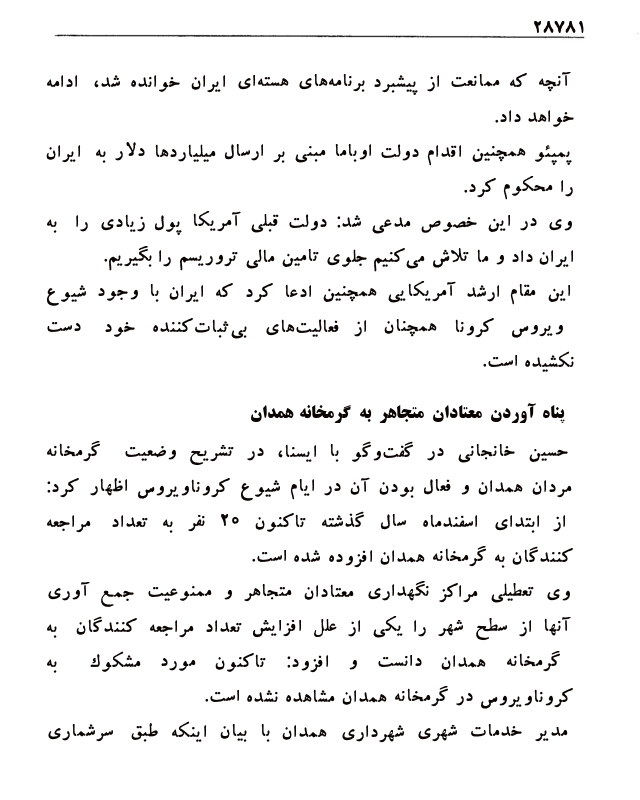 ۲۸۷۸۱
آنچه که ممانعت از پیشبرد برنامه‌های هسته‌ای ایران خوانده شد، ادامه
خواهد داد.
پمپئو همچنین اقدام دولت اوباما مبنی بر ارسال میلیاردها دلار به ایران
را محکوم کرد.
وی در این خصوص مدعی شد: دولت قبلی آمریکا پول زیادی را به
ایران داد و ما تلاش می‌کنیم جلوی تامین مالی تروریسم را بگیریم.
این مقام ارشد آمریکایی همچنین ادعا کرد که ایران با وجود شیوع
ویروس کرونا همچنان از فعالیت‌های بی‌ثبات‌کننده خود دست
نکشیده است.
پناه آوردن معتادان متجاهر به گرمخانه همدان
حسین خانجانی در گفت‌وگو با ایسنا، در تشریح وضعیت گرمخانه
مردان همدان و فعال بودن آن در ایام شیوع کروناویروس اظهار کرد:
از ابتدای اسفندماه سال گذشته تاکنون ۲۵ نفر به تعداد مراجعه
کنندگان به گرمخانه همدان افزوده شده است.
وی تعطیلی مراکز نگهداری معتادان متجاهر و ممنوعیت جمع آوری
آنها از سطح شهر را یکی از علل افزایش تعداد مراجعه کنندگان به
گرمخانه همدان دانست و افزود: تاکنون مورد مشکوك به
کروناویروس در گرمخانه همدان مشاهده نشده است.
مدیر خدمات شهری شهرداری همدان با بیان اینکه طبق سرشماری